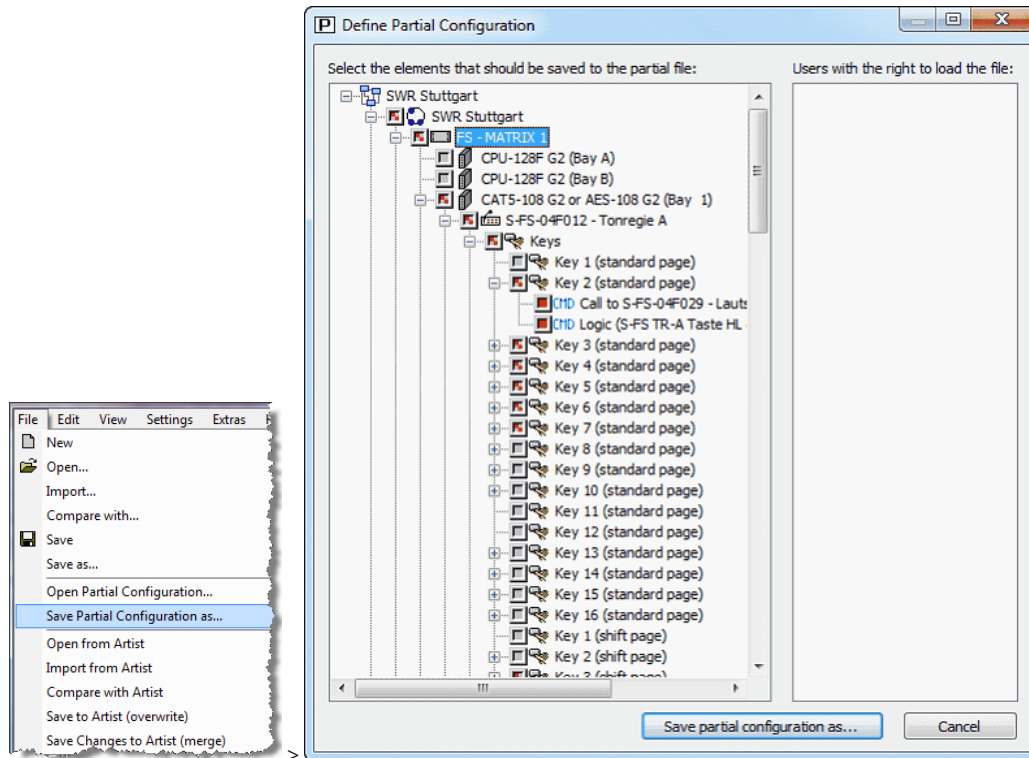 Define Partial Configuration
Select the elements that should be saved to the partial file:
Users with the right to load the file:
SWR Stuttgart
SWR Stuttgart
FS - MATRIX 1
CPU-128F G2 (Bay A)
CPU-128F G2 (Bay B)
CAT5-108 G2 or AES-108 G2 (Bay 1)
S-FS-04F012 - Tonregie A
Keys
Key 1 (standard page)
Key 2 (standard page)
CMD Call to S-FS-04F029 - Lauts
CMD Logic (S-FS TR-A Taste HL
Key 3 (standard page)
Key 4 (standard page)
Key 5 (standard page)
Key 6 (standard page)
Key 7 (standard page)
Key 8 (standard page)
Key 9 (standard page)
Key 10 (standard page)
Key 11 (standard page)
Key 12 (standard page)
Key 13 (standard page)
Key 14 (standard page)
Key 15 (standard page)
Key 16 (standard page)
Key 1 (shift page)
Key 2 (shift page)
Key 3 (shift page)
Save partial configuration as...
Cancel
File Edit View Settings Extras
New
Open...
Import...
Compare with...
Save
Save as...
Open Partial Configuration...
Save Partial Configuration as...
Open from Artist
Import from Artist
Compare with Artist
Save to Artist (overwrite)
Save Changes to Artist (merge)
>